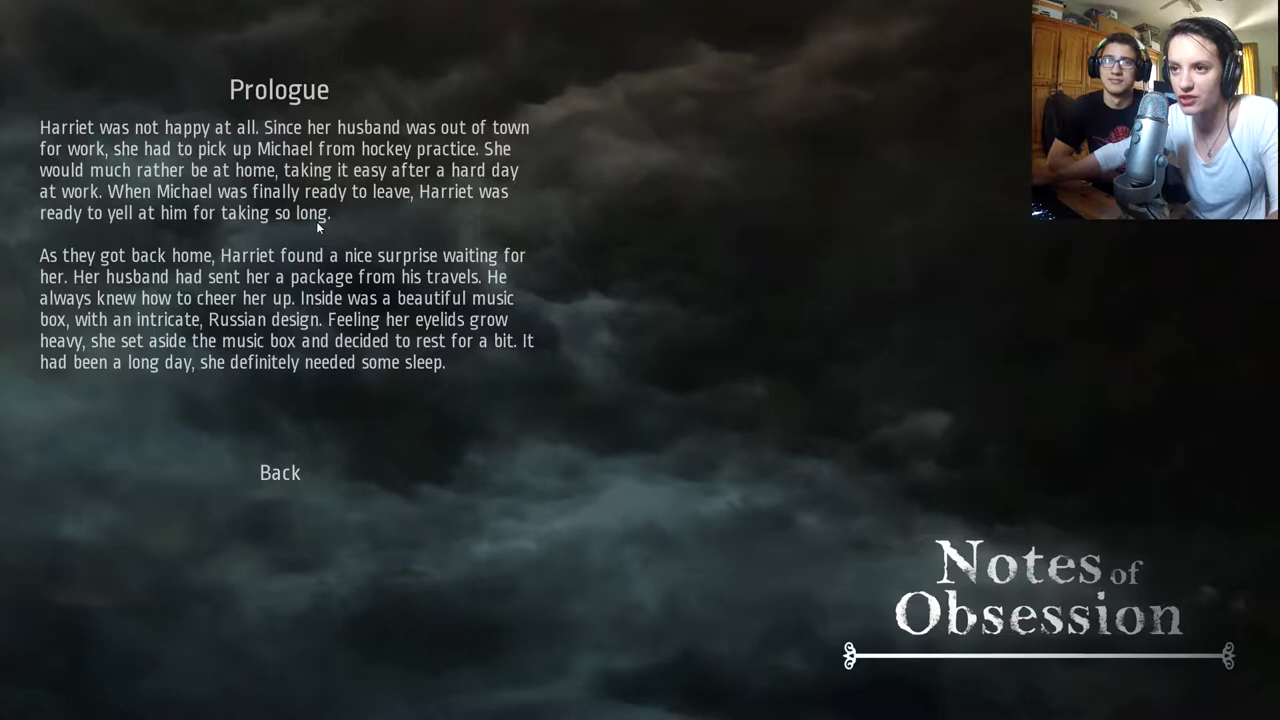 Prologue
Harriet was not happy at all. Since her husband was out of town
for work, she had to pick up Michael from hockey practice. She
would much rather be at home, taking it easy after a hard day
at work. When Michael was finally ready to leave, Harriet was
ready to yell at him for taking so long.
As they got back home, Harriet found a nice surprise waiting for
her. Her husband had sent her a package from his travels. He
always knew how to cheer her up. Inside was a beautiful music
box, with an intricate, Russian design. Feeling her eyelids grow
heavy, she set aside the music box and decided to rest for a bit. It
had been a long day, she definitely needed some sleep.
Back
Notes of
Obsession